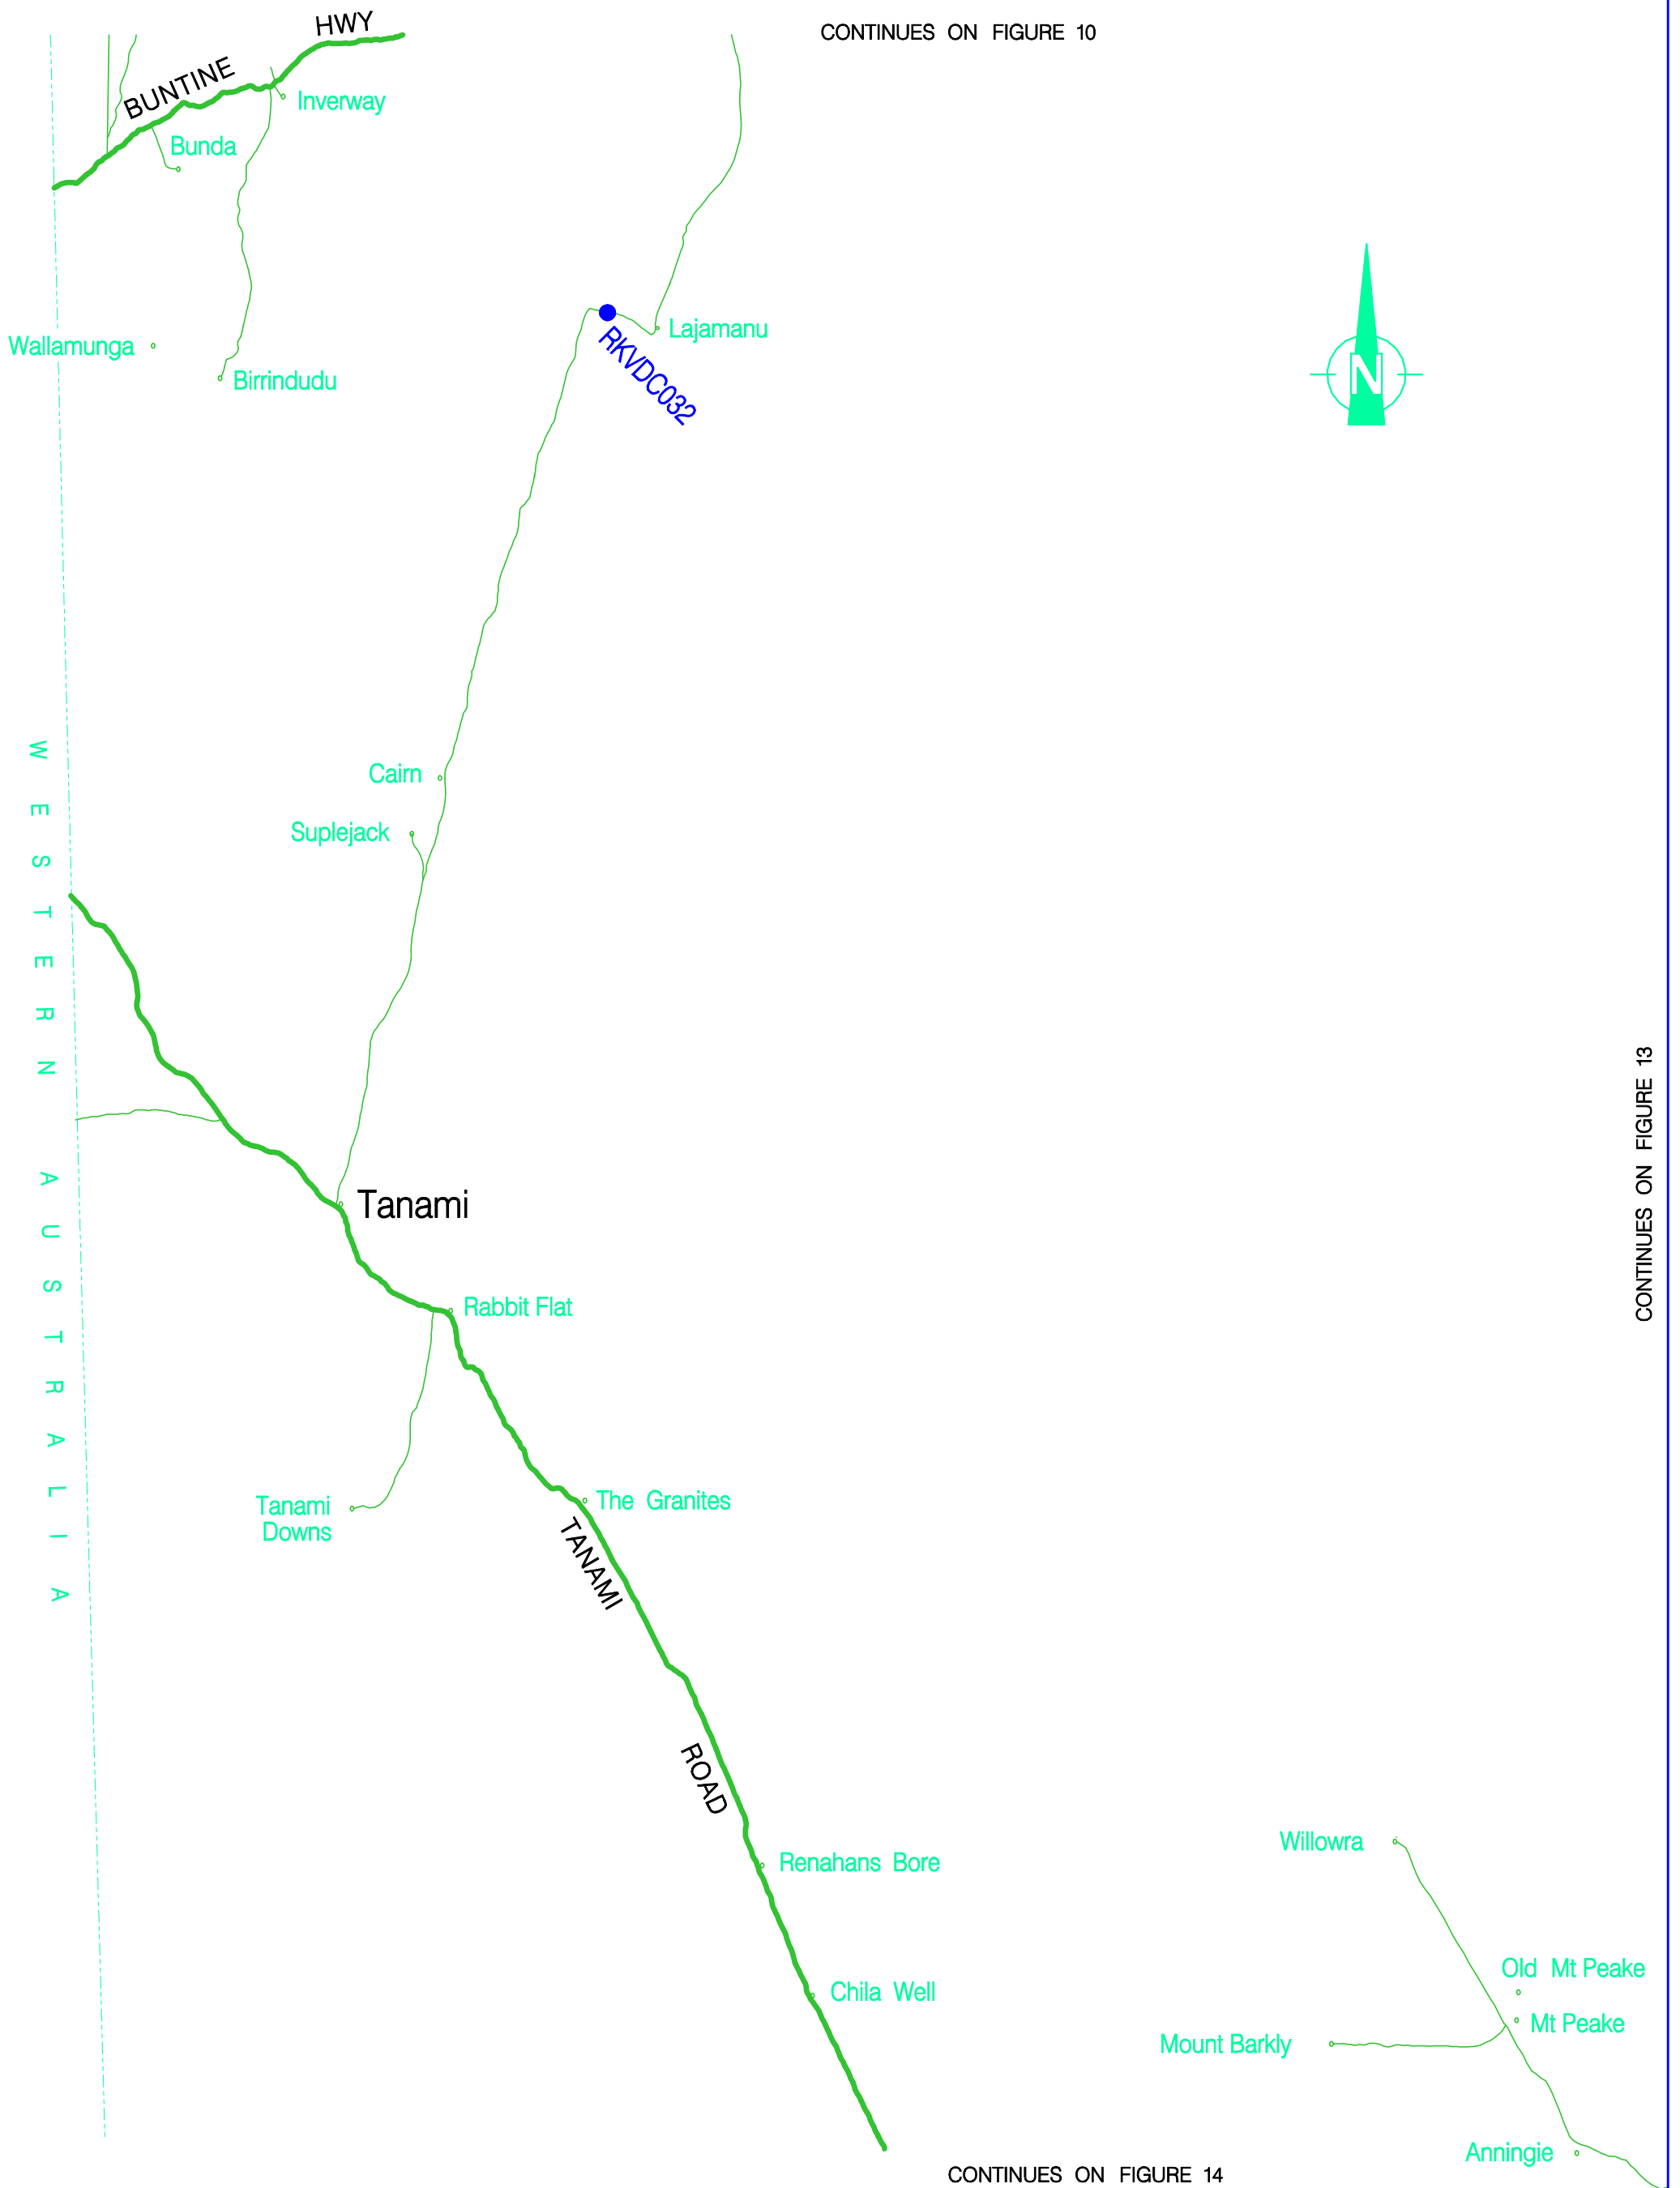 HWY
CONTINUES ON FIGURE 10
BUNTINE
Inverway
Bunda
Lajamanu
Wallamunga
RKVDC032
Birrindudu
N
WESTERN AUSTRALIA
Cairn
Suplejack
CONTINUES ON FIGURE 13
Tanami
Rabbit Flat
Tanami
Downs
The Granites
TANAMI
ROAD
Willowra
Renahans Bore
Old Mt Peake
Chila Well
Mt Peake
Mount Barkly
Anningie
CONTINUES ON FIGURE 14